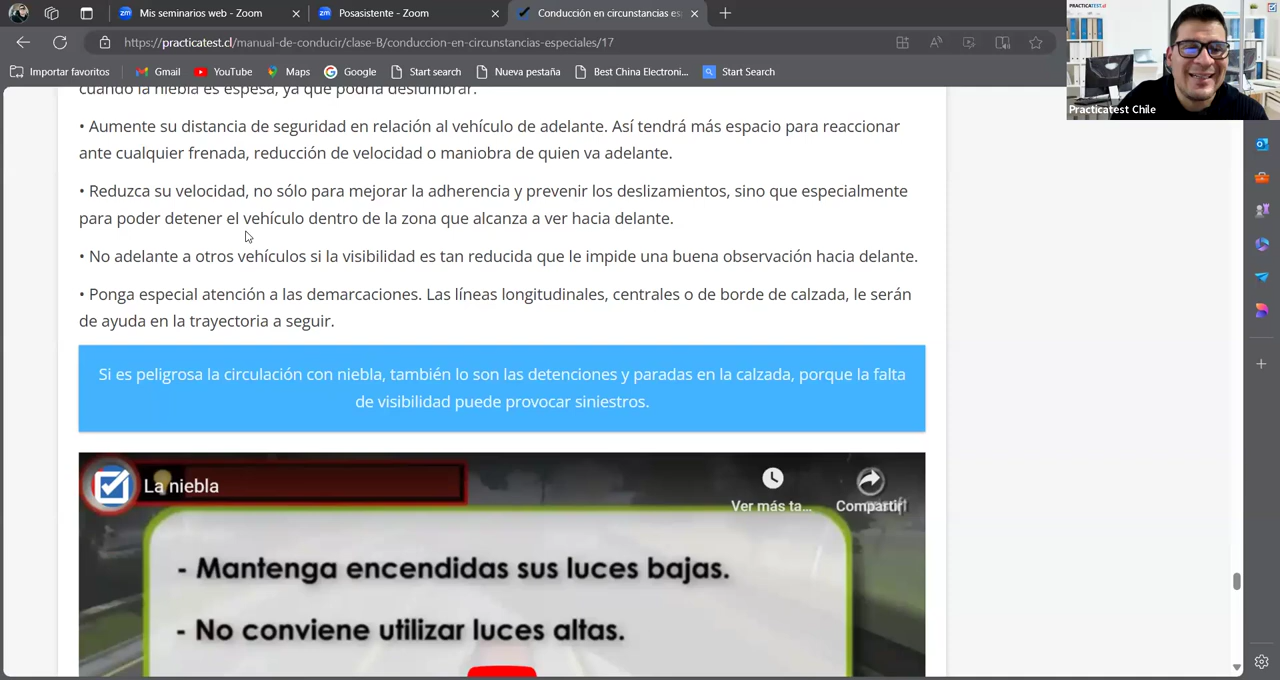 Mis seminarios web - Zoom
Posasistente - Zoom
Conducción en circunstancias es
PRACTICATEST.cl
https://practicatest.cl/manual-de-conducir/clase-B/conduccion-en-circunstancias-especiales/17
Importar favoritos
Gmail
YouTube
Maps
Google
Start search
Nueva pestaña
Best China Electroni...
Start Search
Practicatest Chile
cuando la niebla es espesa, ya que podría deslumbrar.
• Aumente su distancia de seguridad en relación al vehículo de adelante. Así tendrá más espacio para reaccionar
ante cualquier frenada, reducción de velocidad o maniobra de quien va adelante.
• Reduzca su velocidad, no sólo para mejorar la adherencia y prevenir los deslizamientos, sino que especialmente
para poder detener el vehículo dentro de la zona que alcanza a ver hacia delante.
• No adelante a otros vehículos si la visibilidad es tan reducida que le impide una buena observación hacia delante.
• Ponga especial atención a las demarcaciones. Las líneas longitudinales, centrales o de borde de calzada, le serán
de ayuda en la trayectoria a seguir.
Si es peligrosa la circulación con niebla, también lo son las detenciones y paradas en la calzada, porque la falta
de visibilidad puede provocar siniestros.
La niebla
Ver más ta...
Compartir
- Mantenga encendidas sus luces bajas.
- No conviene utilizar luces altas.